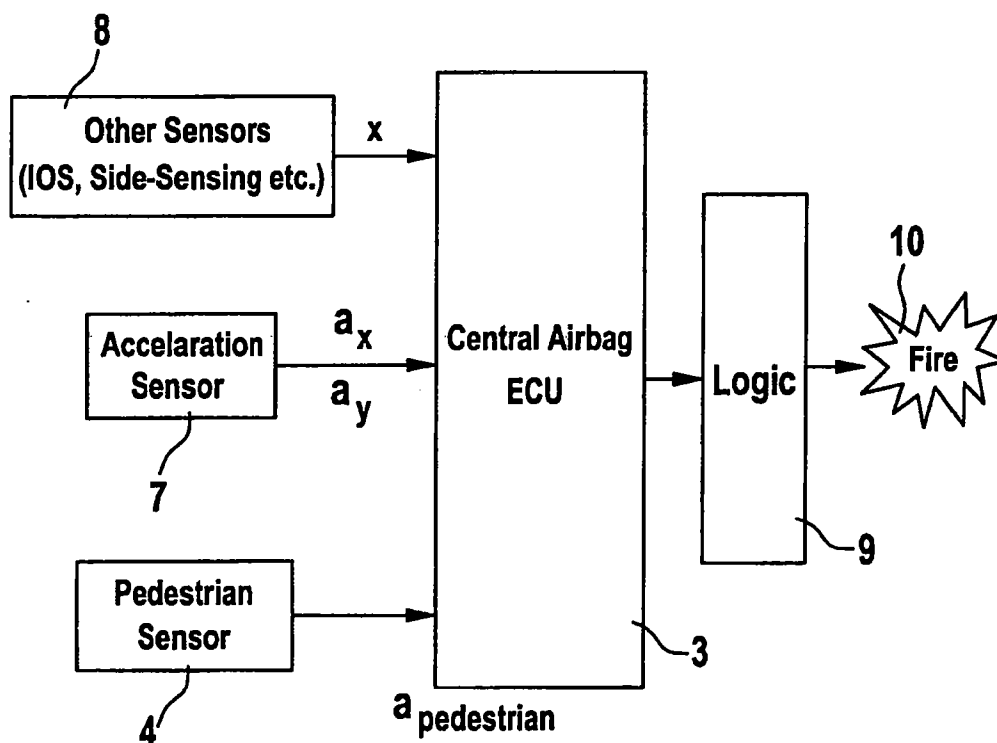 8
Other Sensors
(IOS, Side-Sensing etc.)
x
Accelaration
Sensor
7
a x
a y
Pedestrian
Sensor
4
a pedestrian
Central Airbag
ECU
3
Logic
9
10
Fire